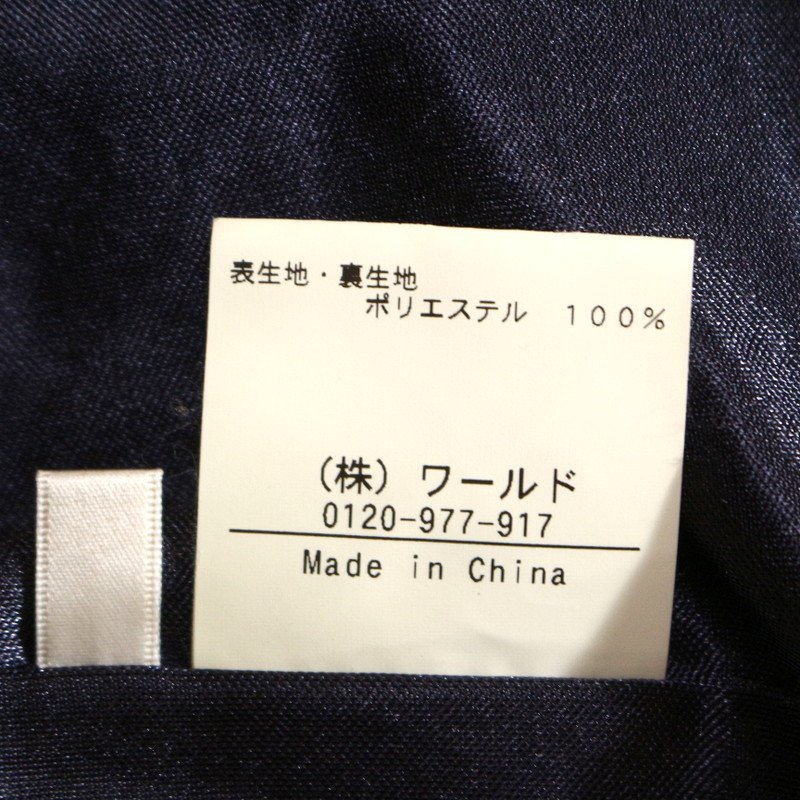 表生地・裏生地
ポリエステル　１００％
（株）ワールド
0120-977-917
Made in China